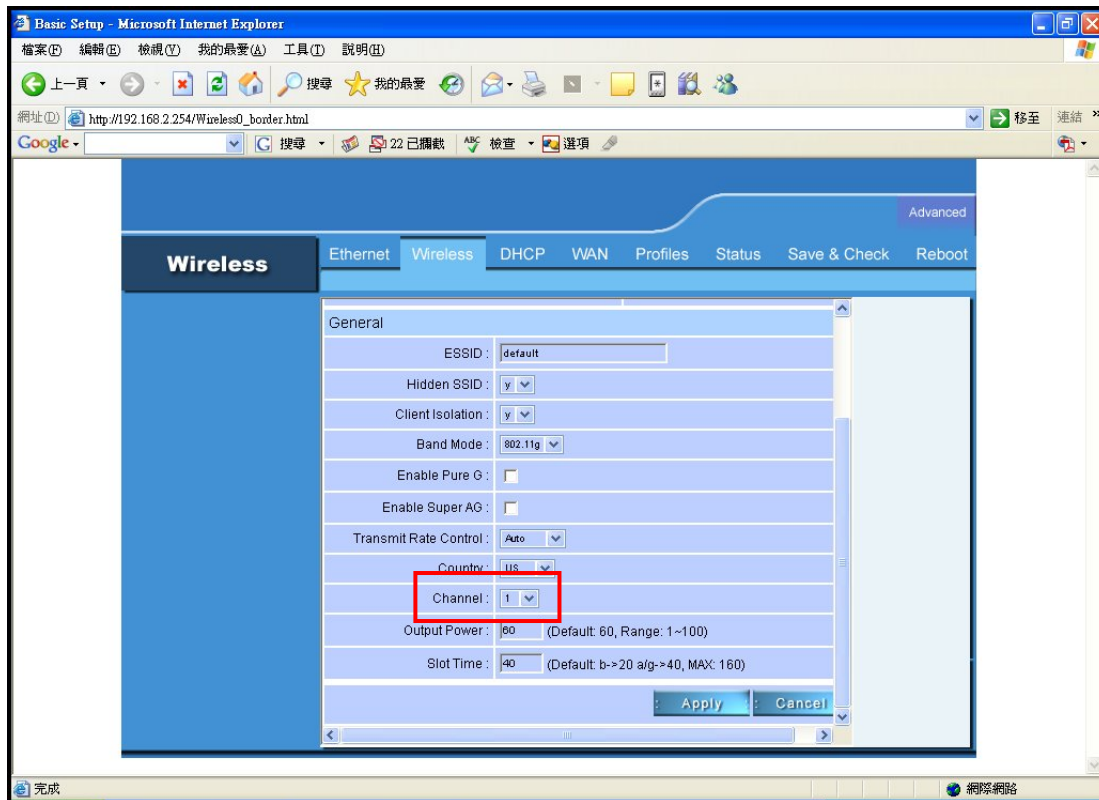 Basic Setup - Microsoft Internet Explorer
檔案(F) 編輯(E) 檢視(V) 我的最愛(A) 工具(T) 說明(H)
上一頁 搜尋 我的最愛
網址(D) http://192.168.2.254/Wireless0_border.html 移至 連結 »
Google G 搜尋 22 已攔截 ABC 檢查 選項
Advanced
Wireless
Ethernet Wireless DHCP WAN Profiles Status Save & Check Reboot
General
ESSID : default
Hidden SSID : y
Client Isolation : y
Band Mode : 802.11g
Enable Pure G :
Enable Super AG :
Transmit Rate Control : Auto
Country : US
Channel : 1
Output Power : 60 (Default: 60, Range: 1~100)
Slot Time : 40 (Default: b->20 a/g->40, MAX: 160)
: Apply : Cancel
完成 網際網路